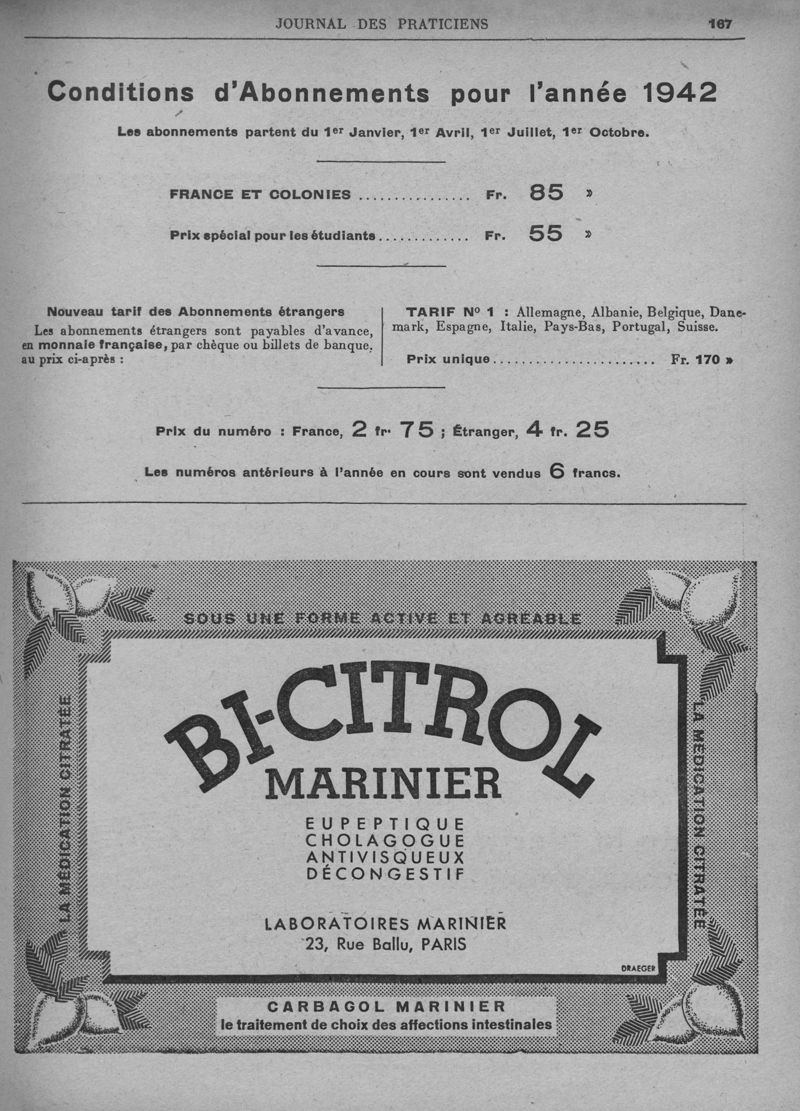 JOURNAL DES PRATICIENS 167
Conditions d'Abonnements pour l'année 1942
Les abonnements partent du 1er Janvier, 1er Avril, 1er Juillet, 1er Octobre.
FRANCE ET COLONIES ................ Fr. 85 »
Prix spécial pour les étudiants............. Fr. 55 »
Nouveau tarif des Abonnements étrangers
Les abonnements étrangers sont payables d'avance,
en monnaie française, par chèque ou billets de banque,
au prix ci-après :
TARIF No 1 : Allemagne, Albanie, Belgique, Dane-
mark, Espagne, Italie, Pays-Bas, Portugal, Suisse.
Prix unique....................... Fr. 170 »
Prix du numéro : France, 2 fr. 75 ; Étranger, 4 fr. 25
Les numéros antérieurs à l'année en cours sont vendus 6 francs.
SOUS UNE FORME ACTIVE ET AGRÉABLE
LA MÉDICATION CITRATÉE
BI-CITROL
MARINIER
EUPEPTIQUE
CHOLAGOGUE
ANTIVISQUEUX
DÉCONGESTIF
LABORATOIRES MARINIER
23, Rue Ballu, PARIS
DRAEGER
LA MÉDICATION CITRATÉE
CARBAGOL MARINIER
le traitement de choix des affections intestinales